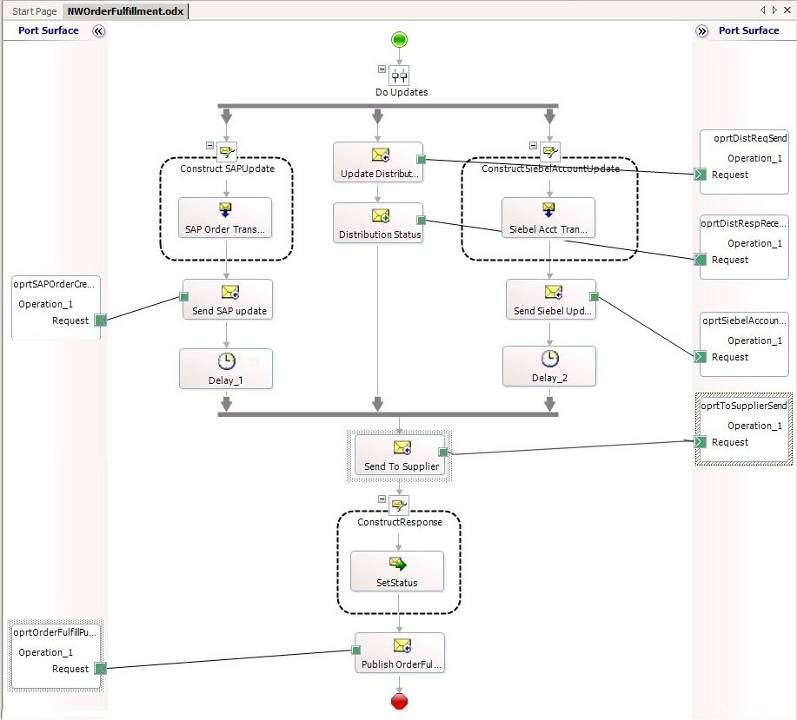 Start Page NWOrderFulfillment.odx
Port Surface
Port Surface
Do Updates
Construct SAPUpdate
Update Distribut...
ConstructSiebelAccountUpdate
SAP Order Trans...
Distribution Status
Siebel Acct Tran...
Send SAP update
Send Siebel Upd...
Delay_1
Delay_2
Send To Supplier
ConstructResponse
SetStatus
Publish OrderFul...
oprtSAPOrderCre...
Operation_1
Request
oprtOrderFulfillPu...
Operation_1
Request
oprtDistReqSend
Operation_1
Request
oprtDistRespRece...
Operation_1
Request
oprtSiebelAccoun...
Operation_1
Request
oprtToSupplierSend
Operation_1
Request